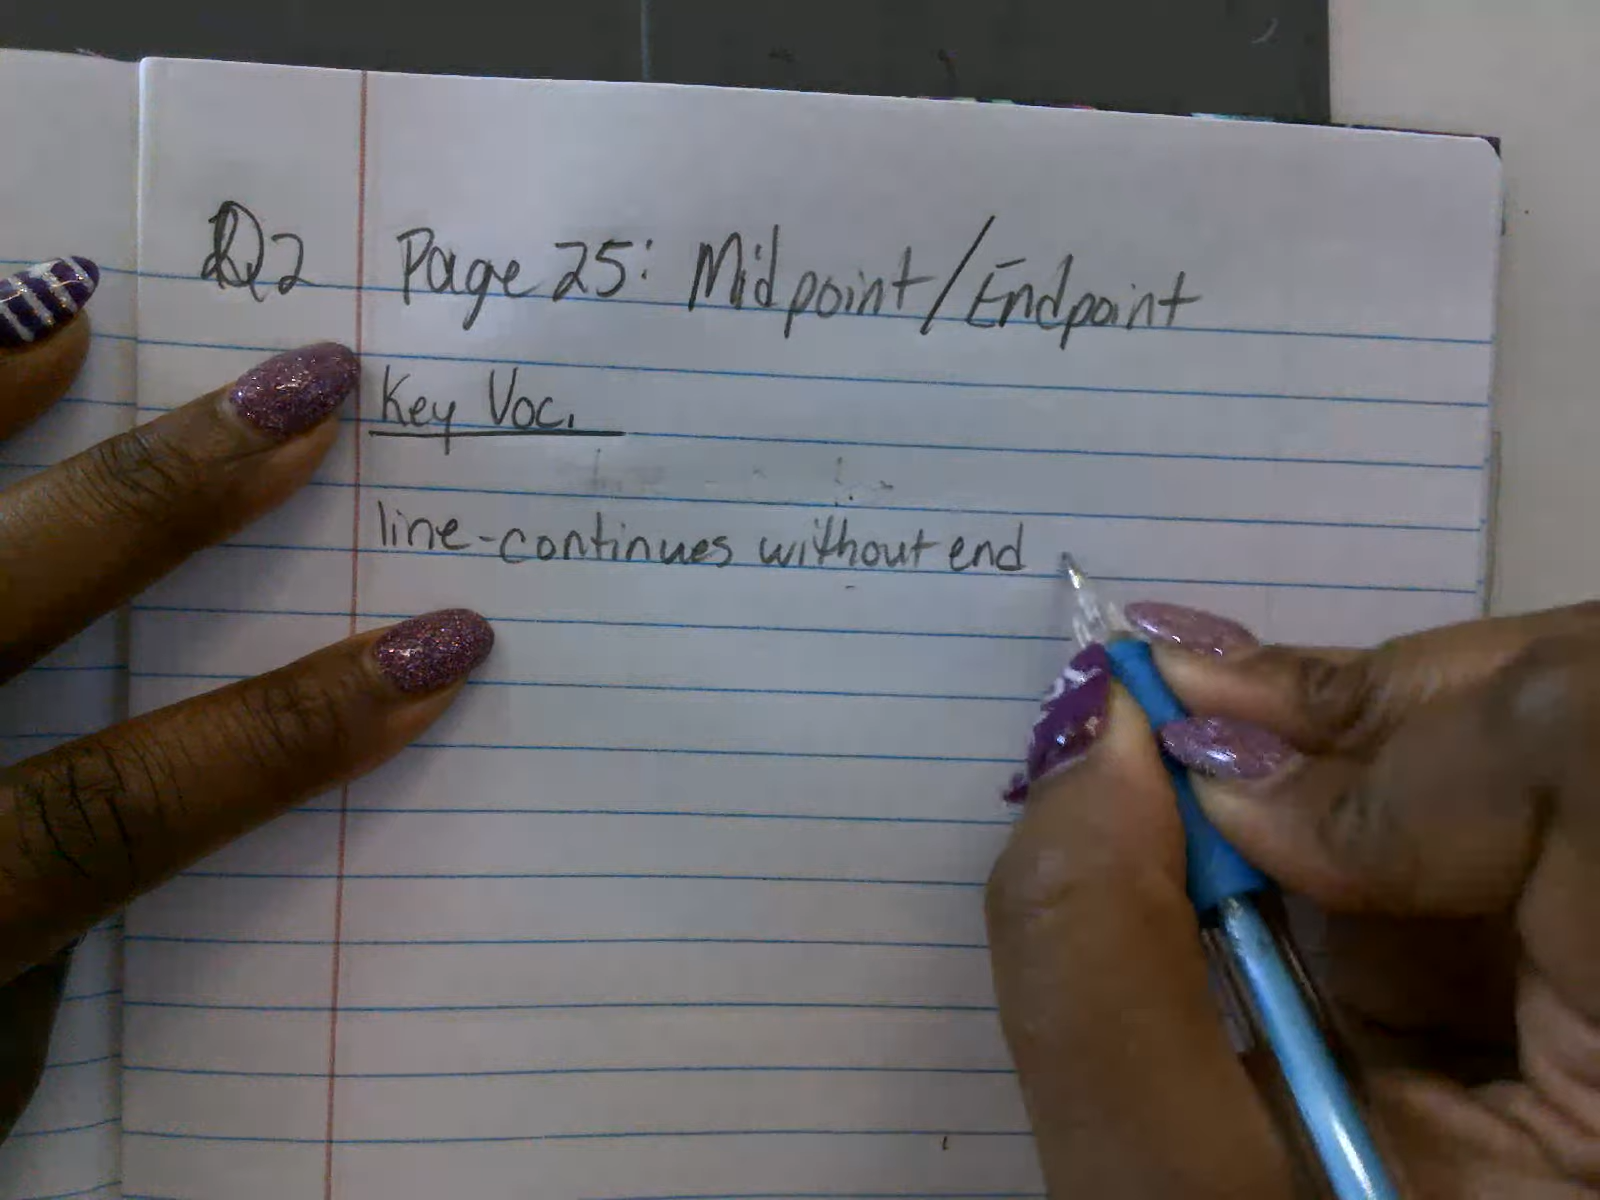 Q2 Page 25: Midpoint/Endpoint
Key Voc.
line-continues without end